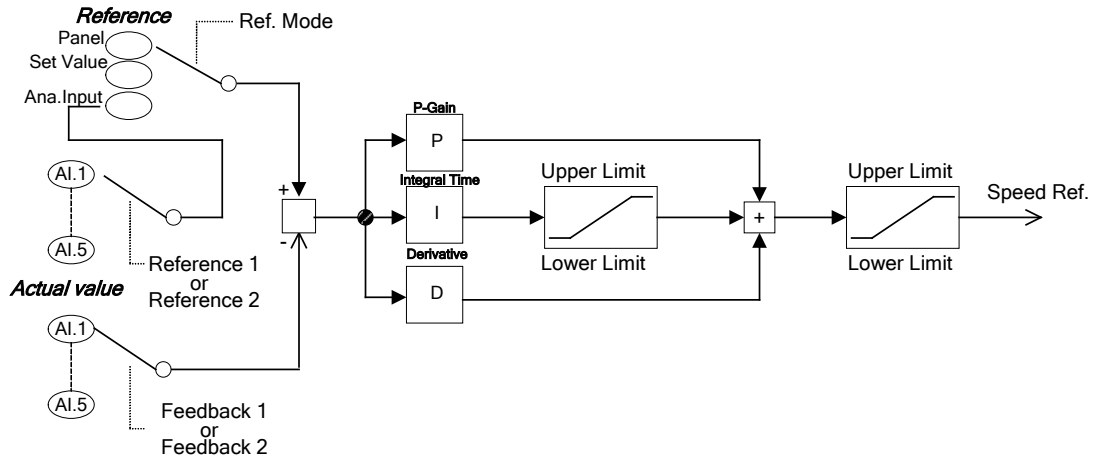 Reference
Ref. Mode
Panel
Set Value
Ana.Input
AI.1
AI.5
Reference 1
or
Reference 2
Actual value
AI.1
AI.5
Feedback 1
or
Feedback 2
+
-
P-Gain
P
Integral Time
I
Derivative
D
Upper Limit
Lower Limit
+
Upper Limit
Lower Limit
Speed Ref.